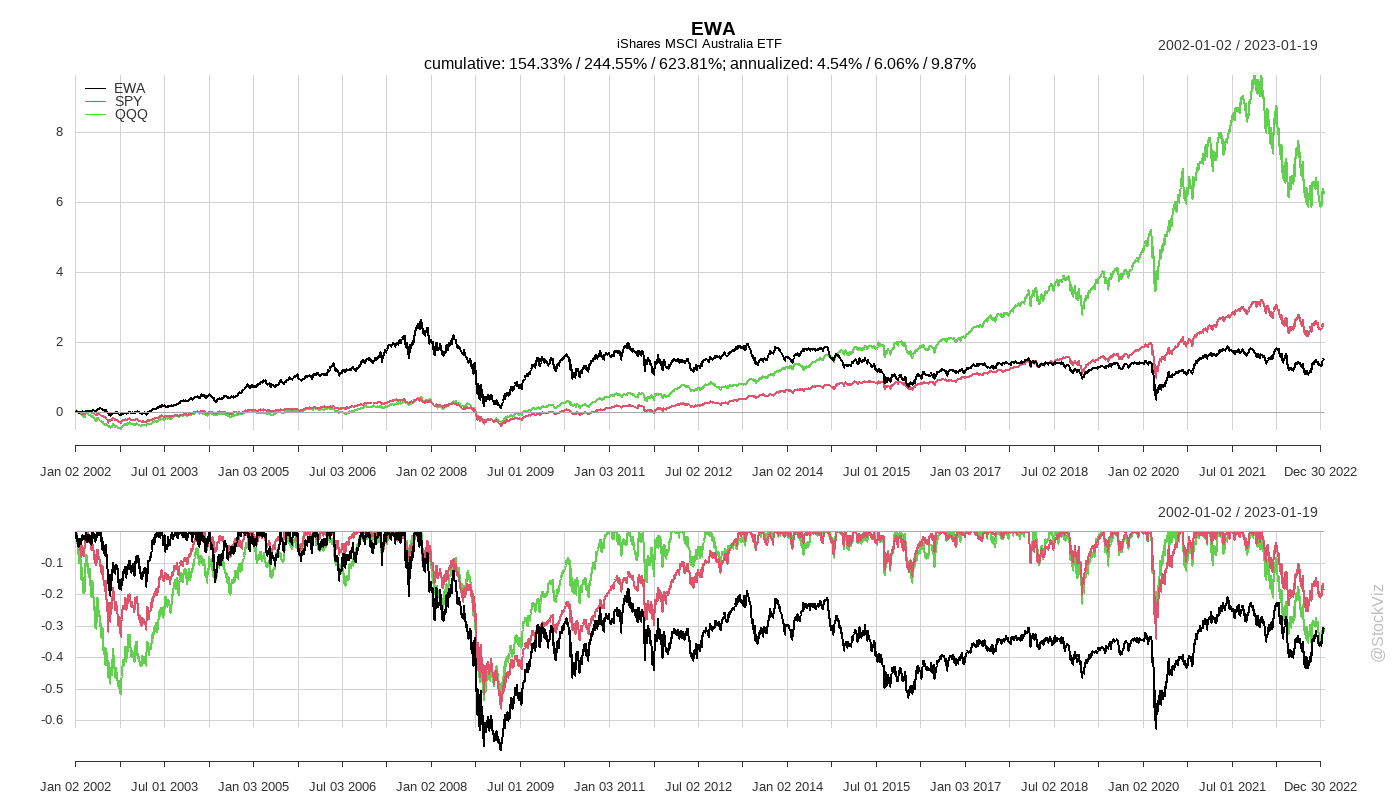 EWA
iShares MSCI Australia ETF
2002-01-02 / 2023-01-19
cumulative: 154.33% / 244.55% / 623.81%; annualized: 4.54% / 6.06% / 9.87%
EWA
SPY
QQQ
8
6
4
2
0
Jan 02 2002 Jul 01 2003 Jan 03 2005 Jul 03 2006 Jan 02 2008 Jul 01 2009 Jan 03 2011 Jul 02 2012 Jan 02 2014 Jul 01 2015 Jan 03 2017 Jul 02 2018 Jan 02 2020 Jul 01 2021 Dec 30 2022
2002-01-02 / 2023-01-19
-0.1
-0.2
-0.3
-0.4
-0.5
-0.6
Jan 02 2002 Jul 01 2003 Jan 03 2005 Jul 03 2006 Jan 02 2008 Jul 01 2009 Jan 03 2011 Jul 02 2012 Jan 02 2014 Jul 01 2015 Jan 03 2017 Jul 02 2018 Jan 02 2020 Jul 01 2021 Dec 30 2022
@StockViz